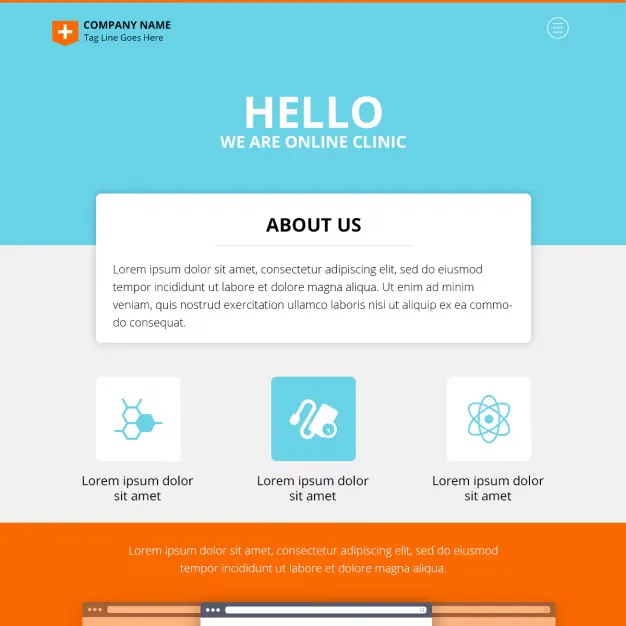 COMPANY NAME
Tag Line Goes Here
HELLO
WE ARE ONLINE CLINIC
ABOUT US
Lorem ipsum dolor sit amet, consectetur adipiscing elit, sed do eiusmod
tempor incididunt ut labore et dolore magna aliqua. Ut enim ad minim
veniam, quis nostrud exercitation ullamco laboris nisi ut aliquip ex ea commo-
do consequat.
Lorem ipsum dolor
sit amet
Lorem ipsum dolor
sit amet
Lorem ipsum dolor
sit amet
Lorem ipsum dolor sit amet, consectetur adipiscing elit, sed do eiusmod
tempor incididunt ut labore et dolore magna aliqua.